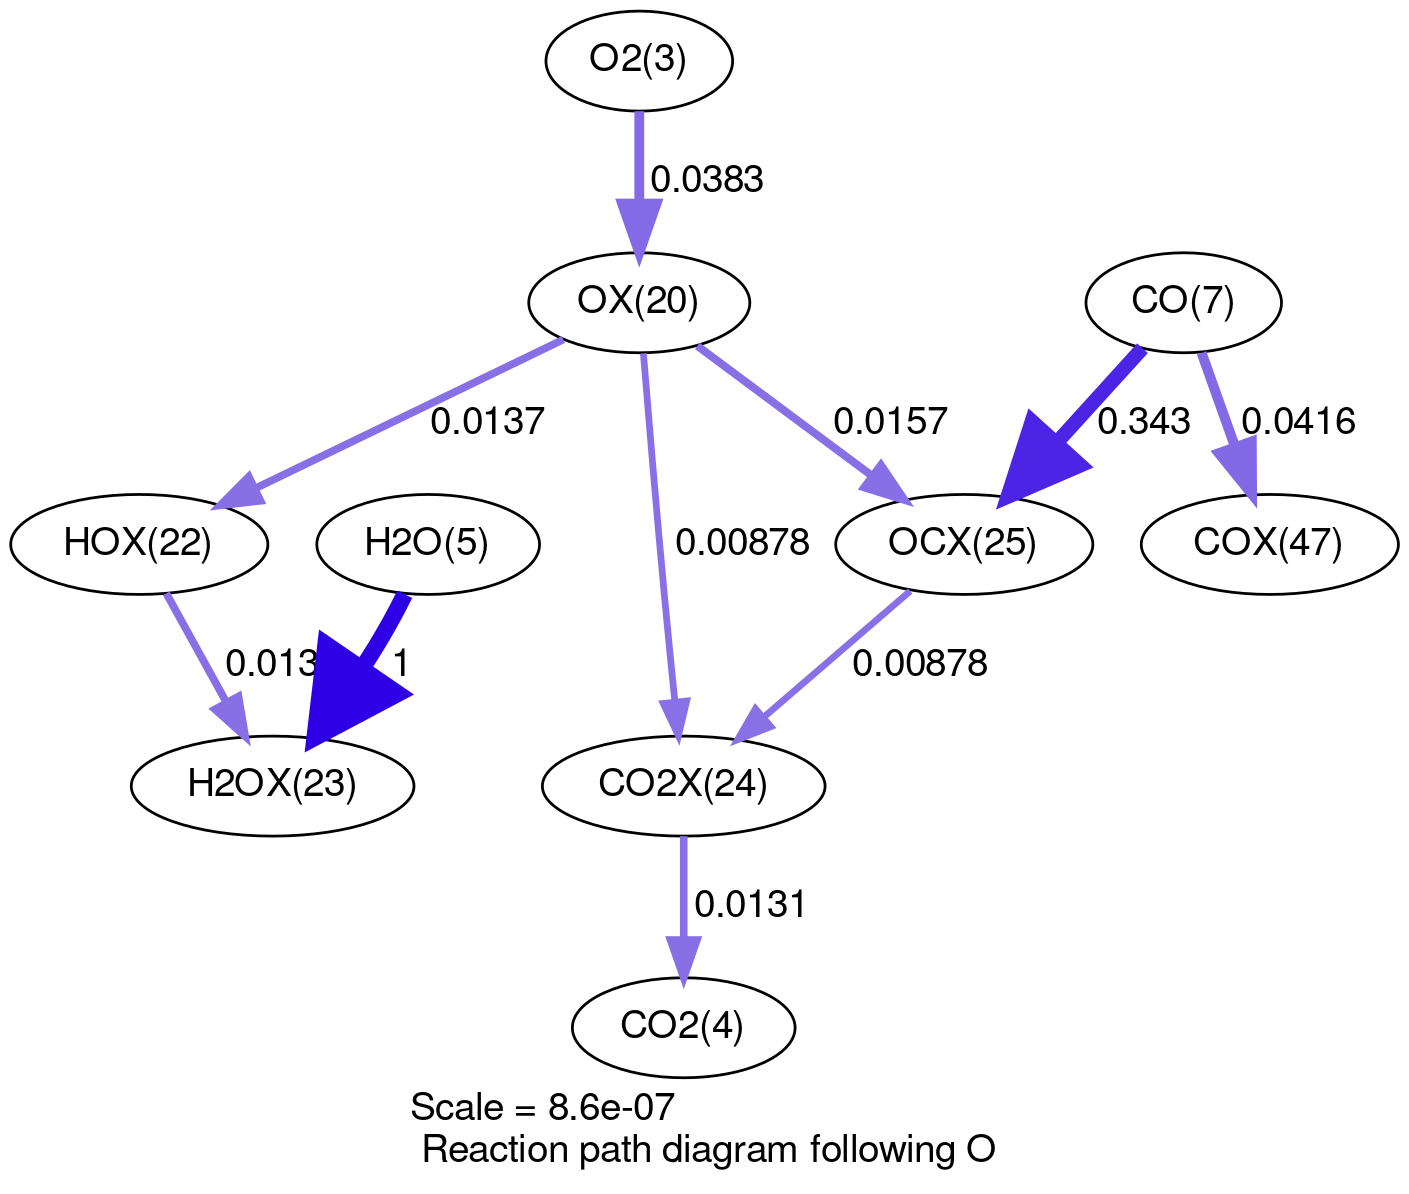 O2(3)
0.0383
OX(20)
CO(7)
0.0137
0.0157
0.343
0.0416
HOX(22)
H2O(5)
0.00878
OCX(25)
COX(47)
1
0.00878
H2OX(23)
CO2X(24)
0.0131
CO2(4)
Scale = 8.6e-07
Reaction path diagram following O